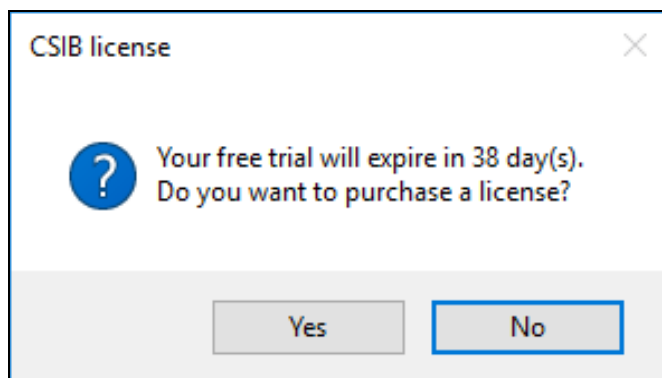 CSIB license
Your free trial will expire in 38 day(s).
Do you want to purchase a license?
Yes
No